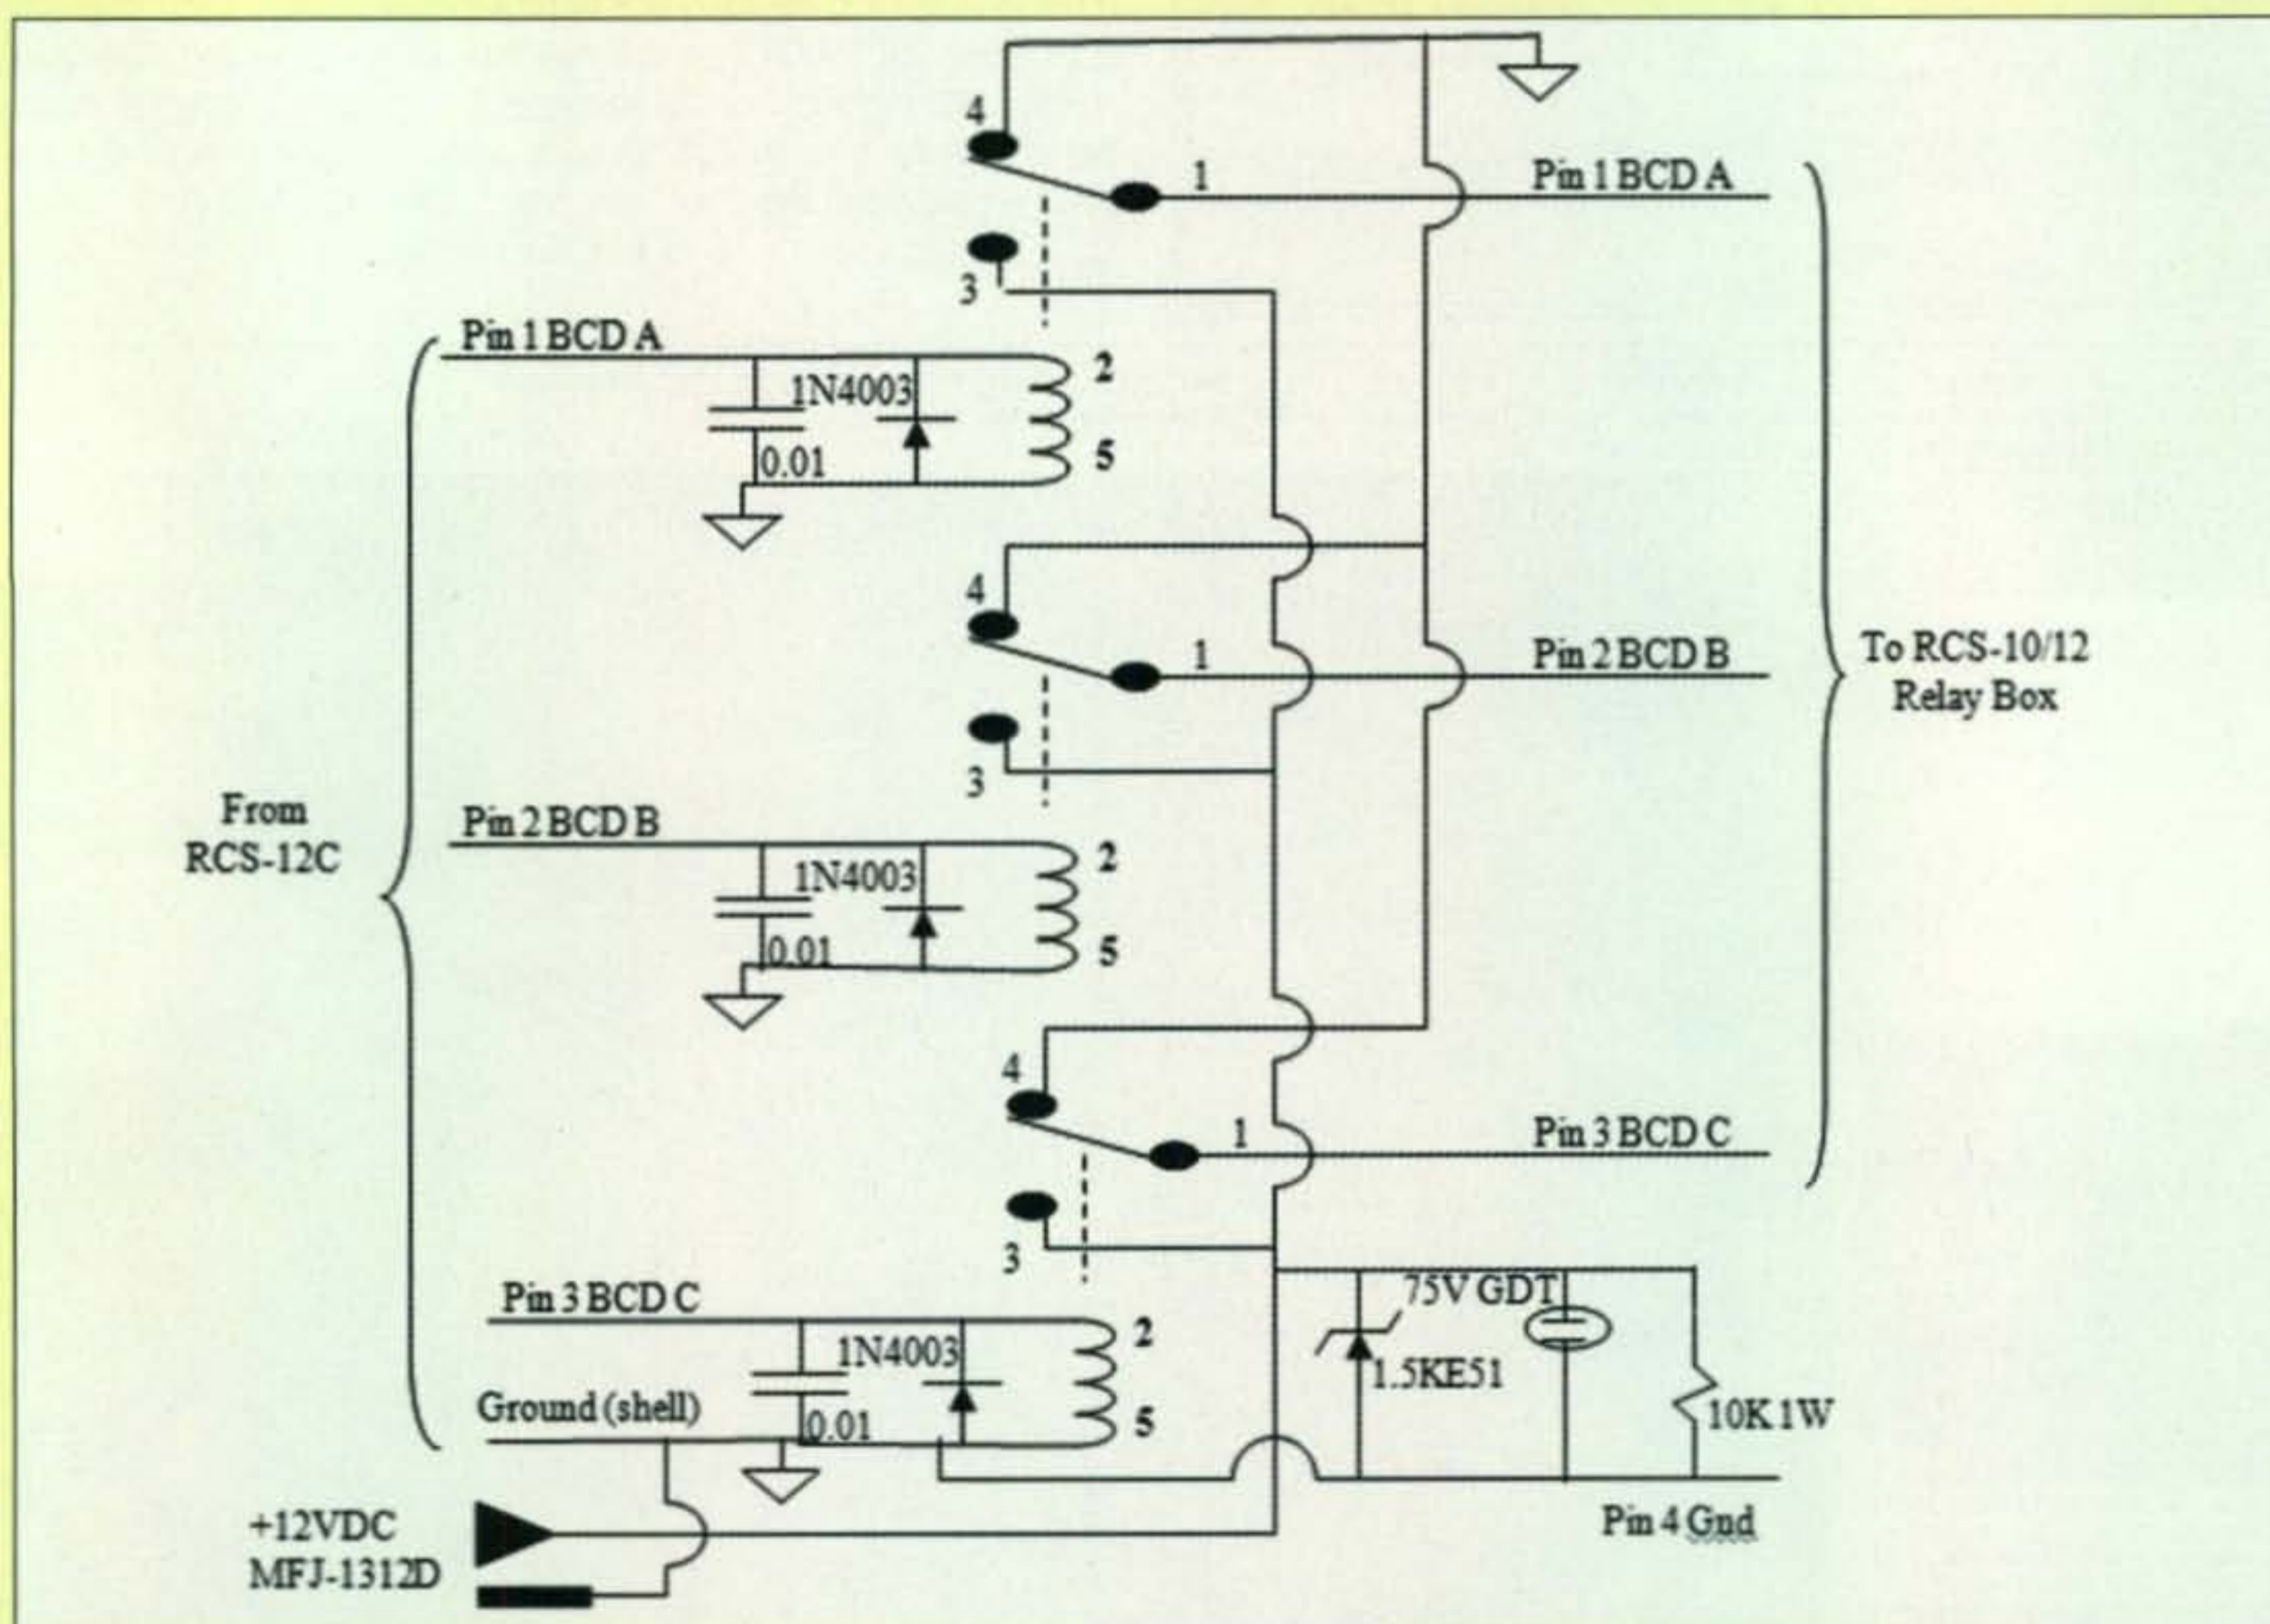 4
1
Pin 1 BCD A
3
Pin 1 BCD A
1N4003
2
0.01
5
4
1
Pin 2 BCD B
To RCS-10/12
Relay Box
3
From
RCS-12C
Pin 2 BCD B
1N4003
2
0.01
5
4
1
Pin 3 BCD C
3
Pin 3 BCD C
1N4003
2
0.01
5
75V GDT
1.5KE51
10K 1W
Ground (shell)
+12VDC
MFJ-1312D
Pin 4 Gnd